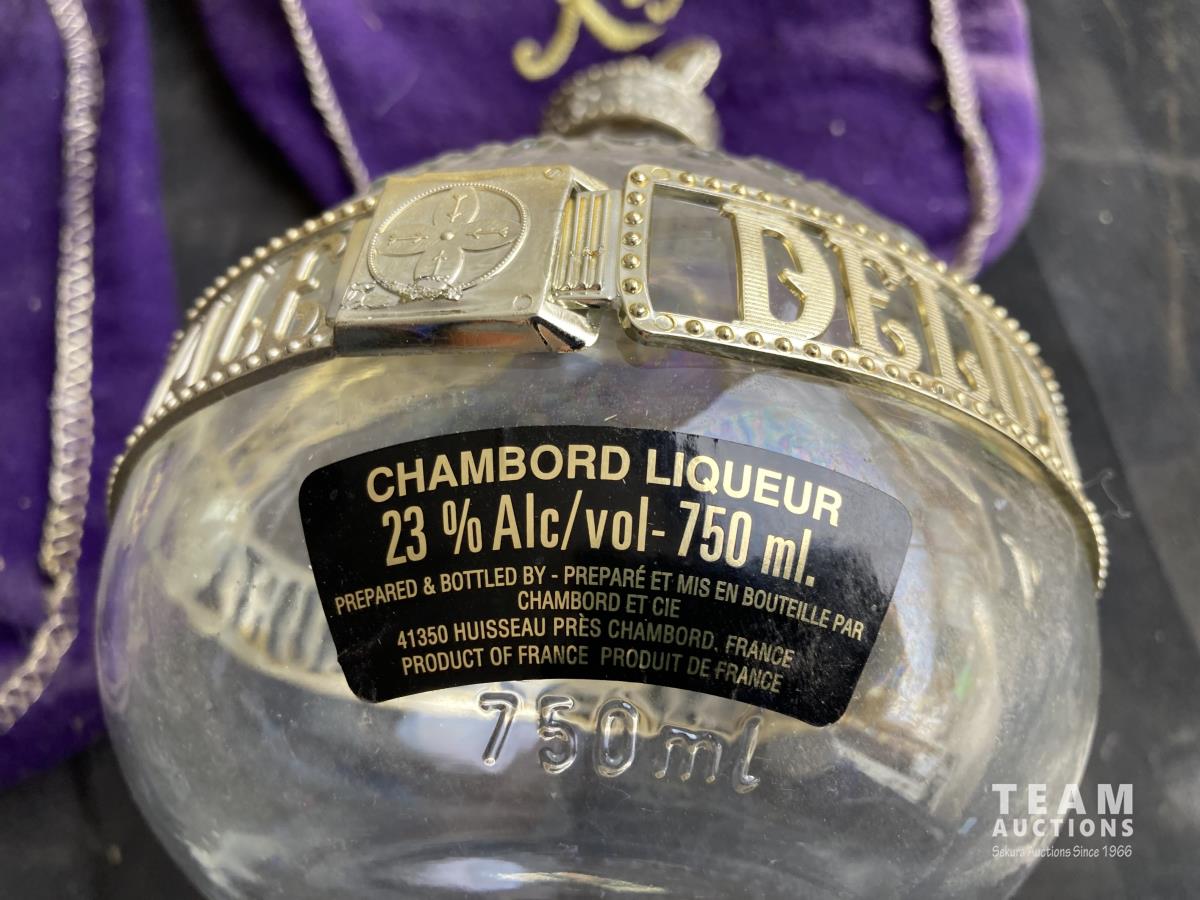 CHAMBORD LIQUEUR
23 % Alc/vol- 750 ml.
PREPARED & BOTTLED BY - PREPARÉ ET MIS EN BOUTEILLE PAR
CHAMBORD ET CIE
41350 HUISSEAU PRÈS CHAMBORD, FRANCE
PRODUCT OF FRANCE PRODUIT DE FRANCE
750ml
TEAM
AUCTIONS
Sekura Auctions Since 1966